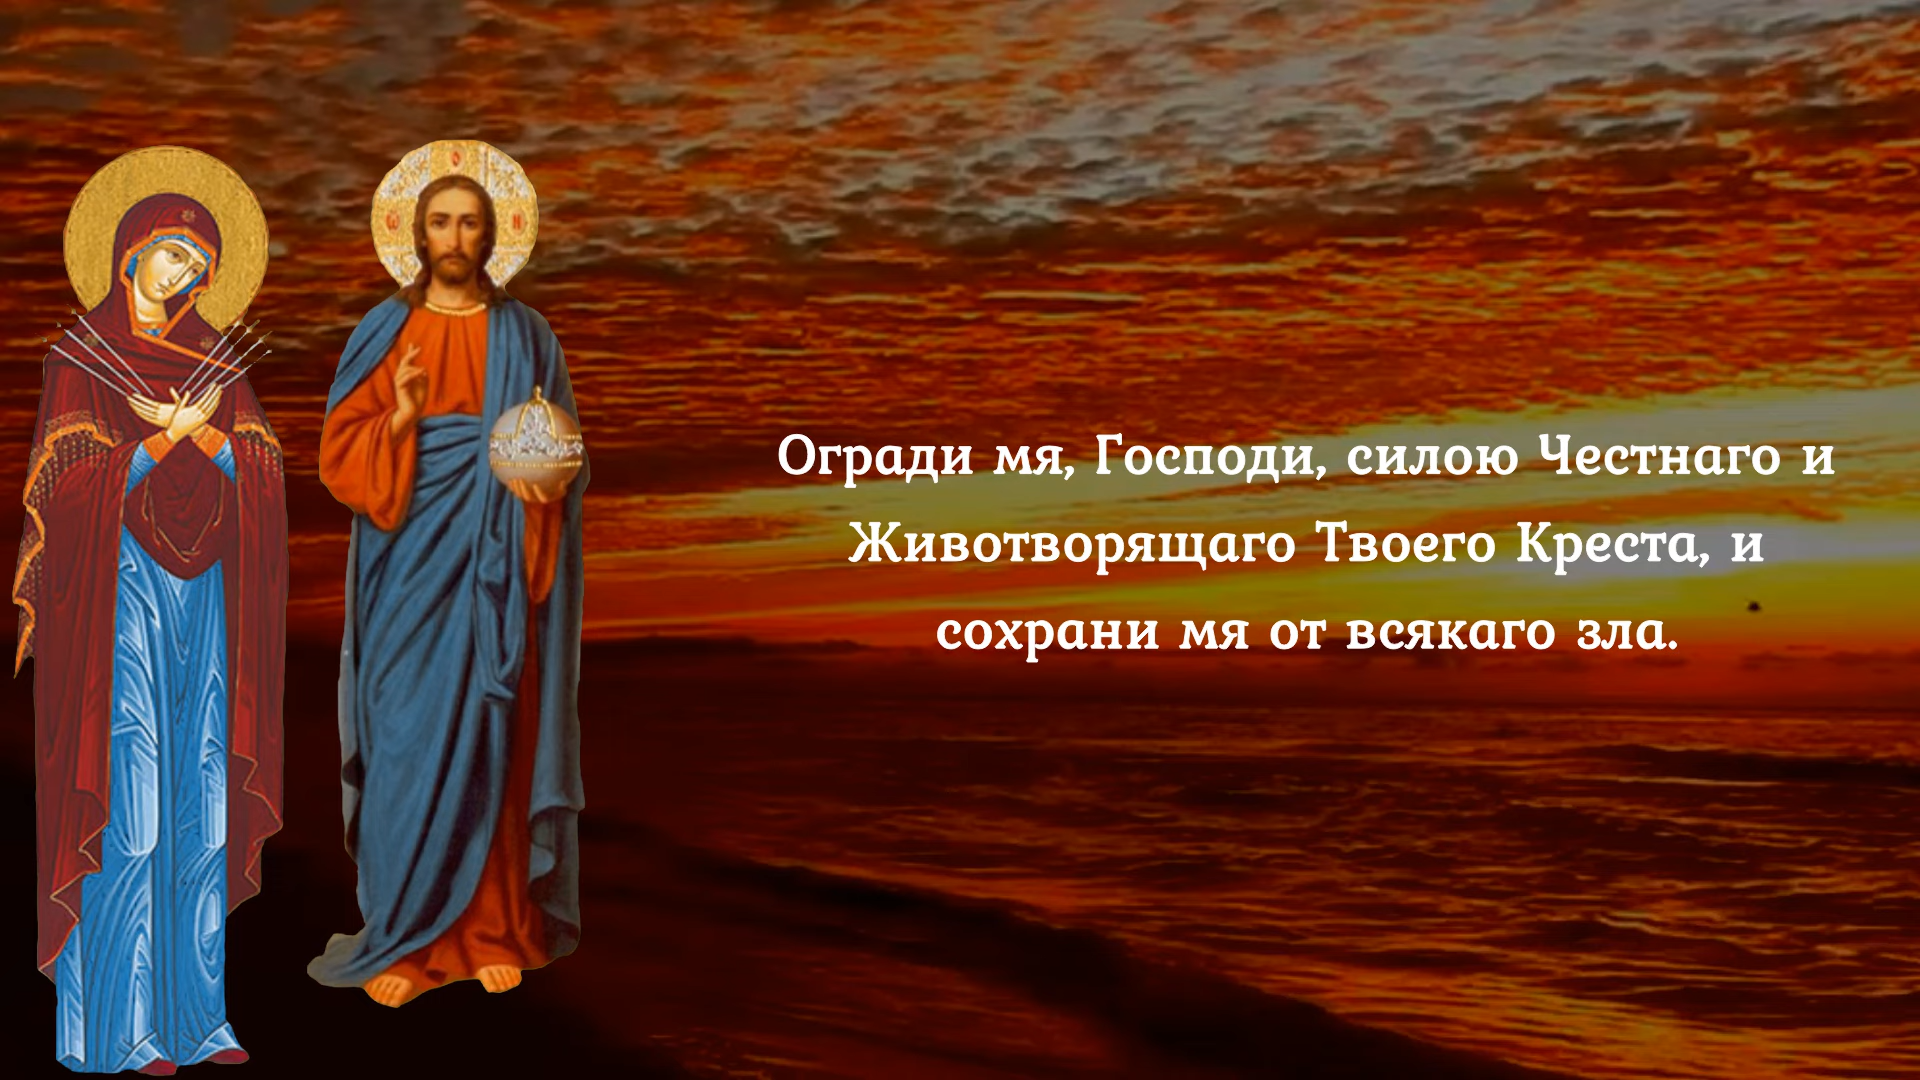 Огради мя, Господи, силою Честнаго и
Животворящаго Твоего Креста, и
сохрани мя от всякаго зла.